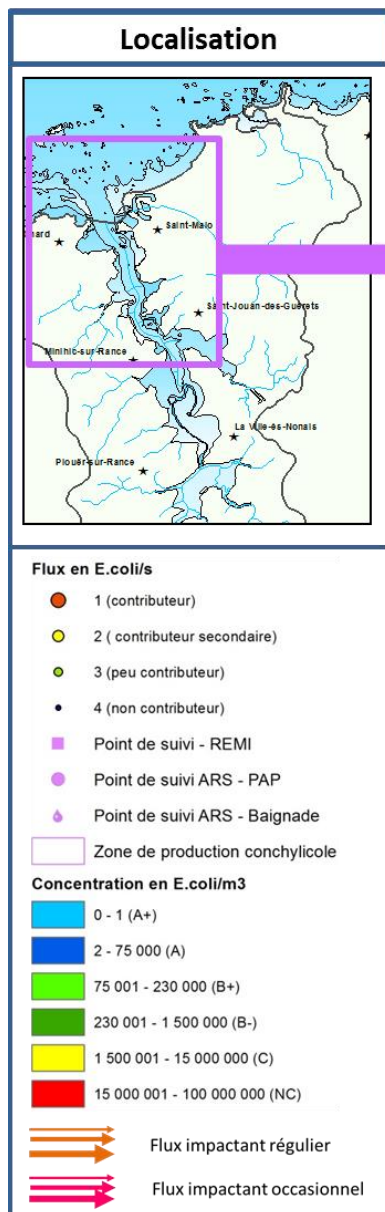 Localisation
nard
Saint-Malo
Saint-Jouan-des-Guérets
Minihic-sur-Rance
La Ville-ès-Nonais
Plouër-sur-Rance
Flux en E.coli/s
1 (contributeur)
2 ( contributeur secondaire)
3 (peu contributeur)
4 (non contributeur)
Point de suivi - REMI
Point de suivi ARS - PAP
Point de suivi ARS - Baignade
Zone de production conchylicole
Concentration en E.coli/m3
0 - 1 (A+)
2 - 75 000 (A)
75 001 - 230 000 (B+)
230 001 - 1 500 000 (B-)
1 500 001 - 15 000 000 (C)
15 000 001 - 100 000 000 (NC)
Flux impactant régulier
Flux impactant occasionnel